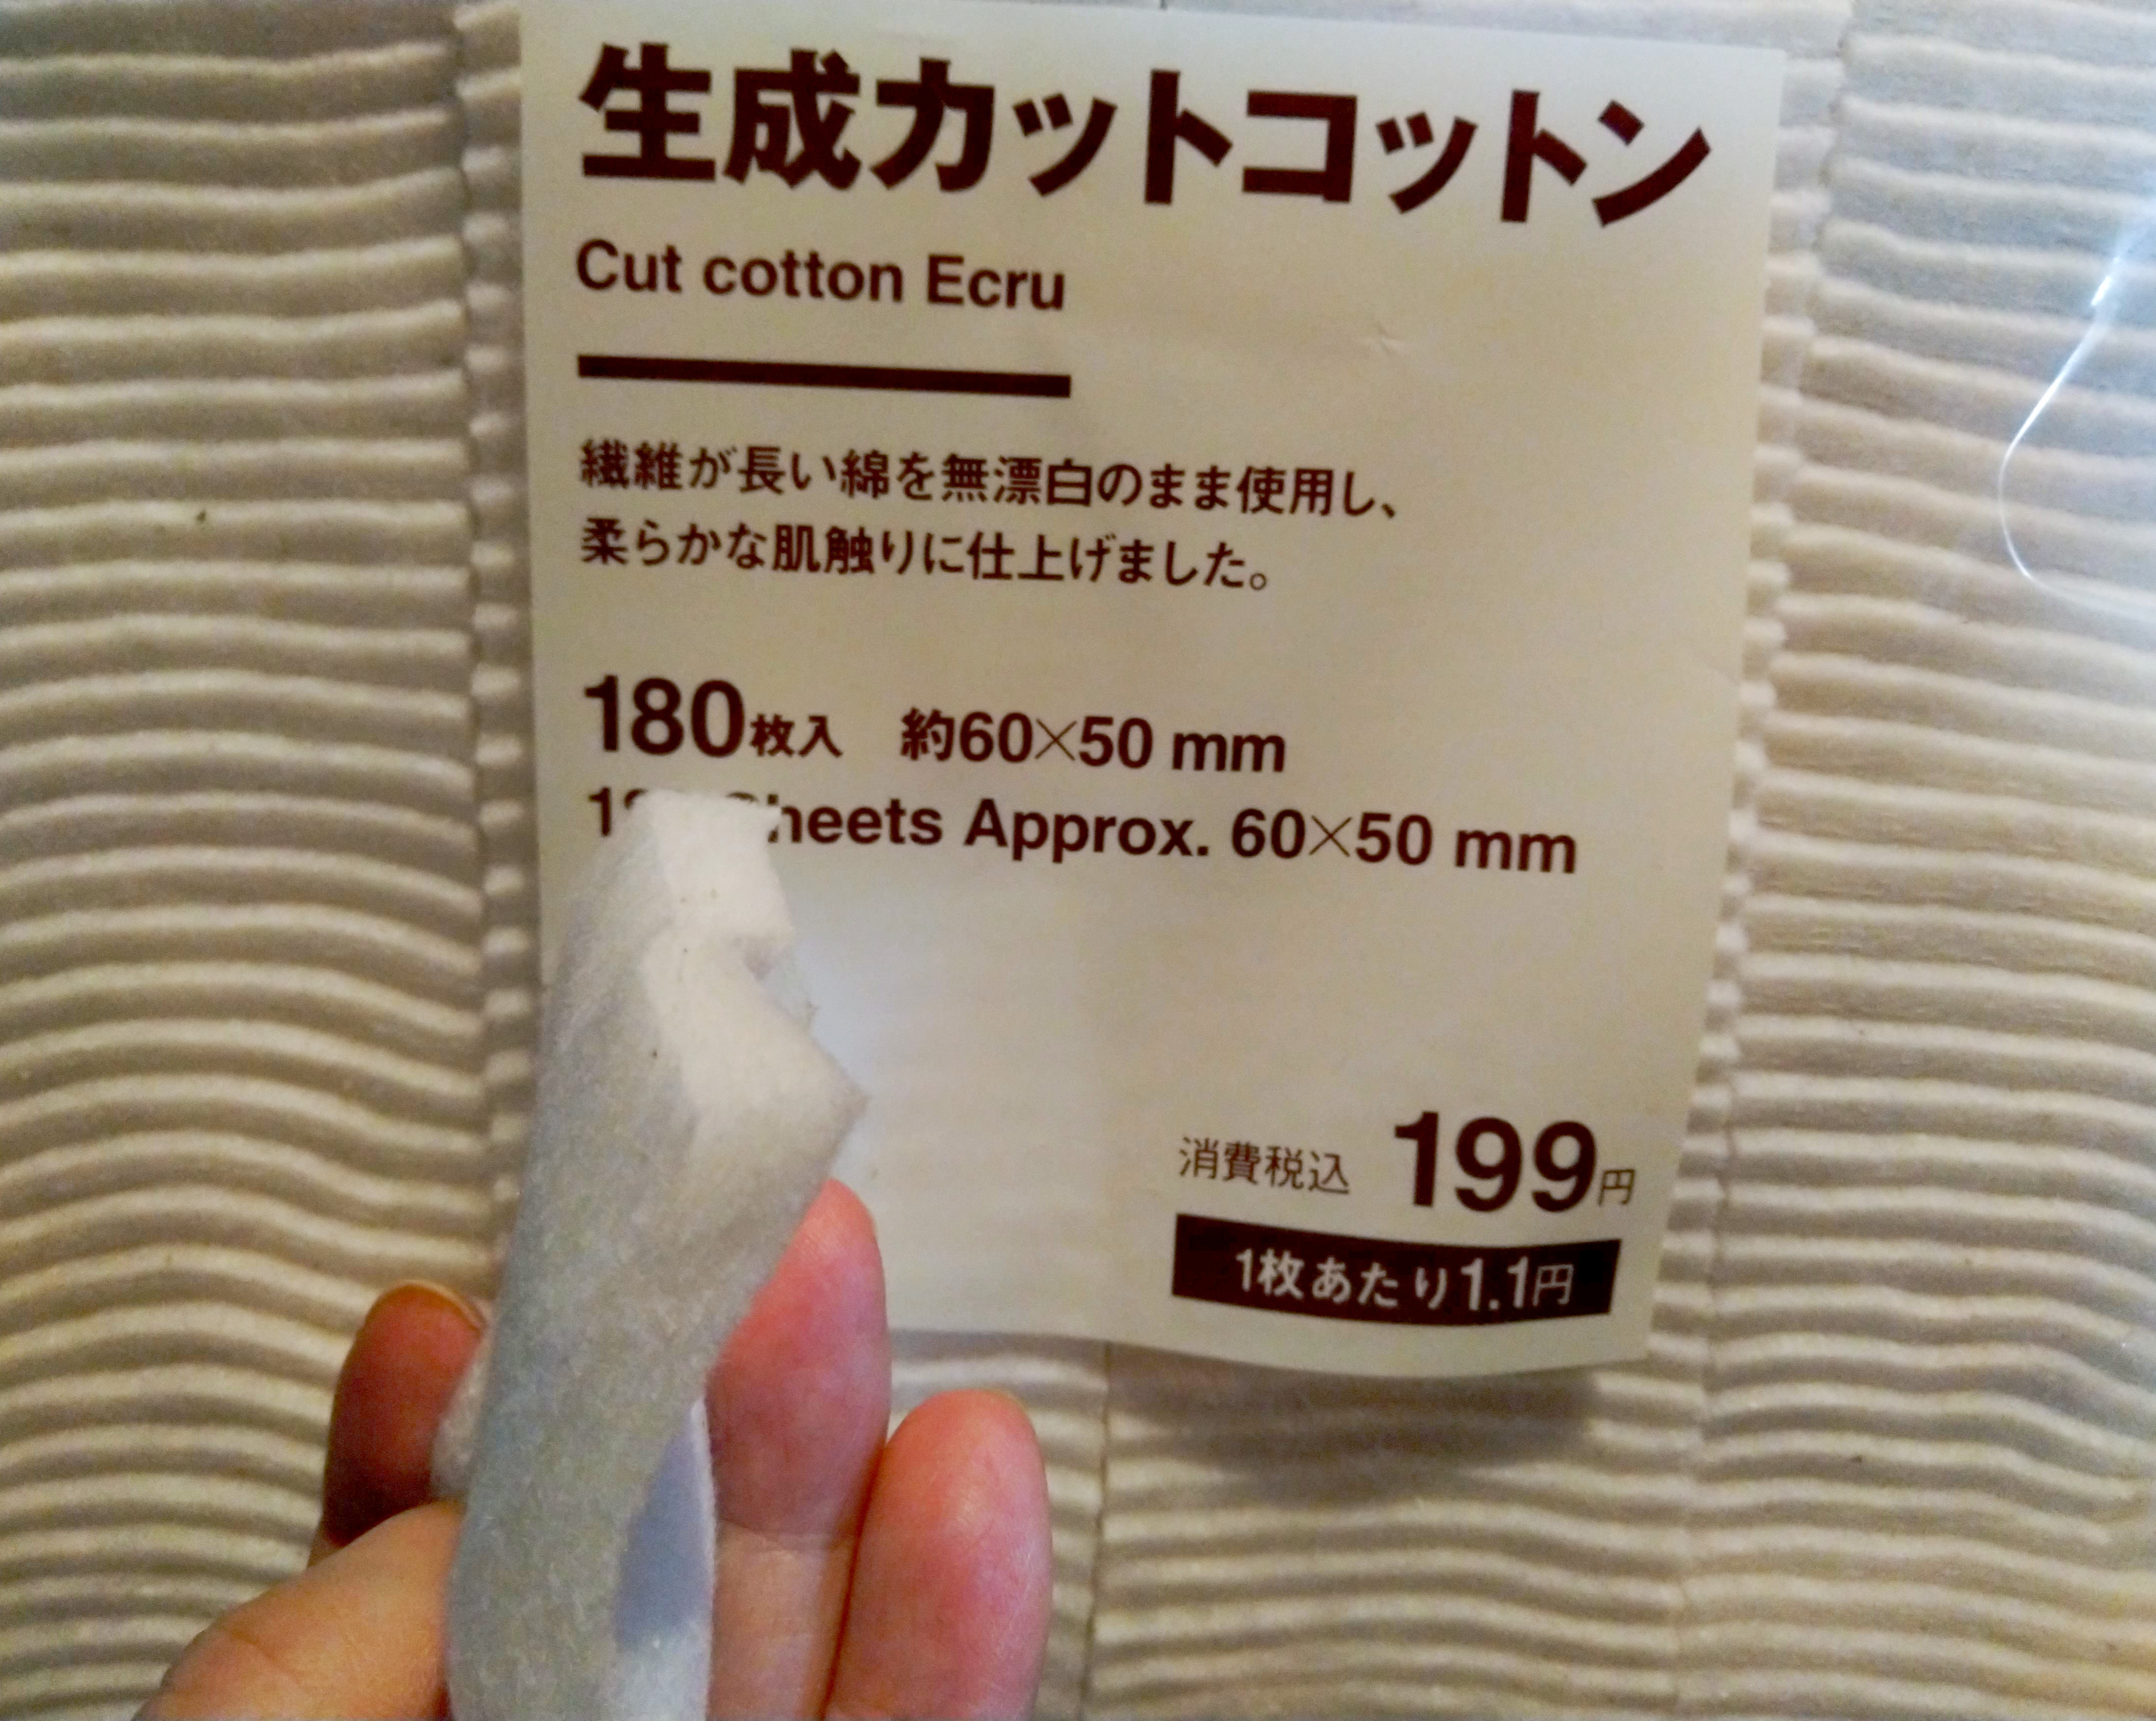 生成カットコットン
Cut cotton Ecru
繊維が長い綿を無漂白のまま使用し、
柔らかな肌触りに仕上げました。
180枚入 約60×50 mm
Sheets Approx. 60×50 mm
消費税込 199円
1枚あたり1.1円